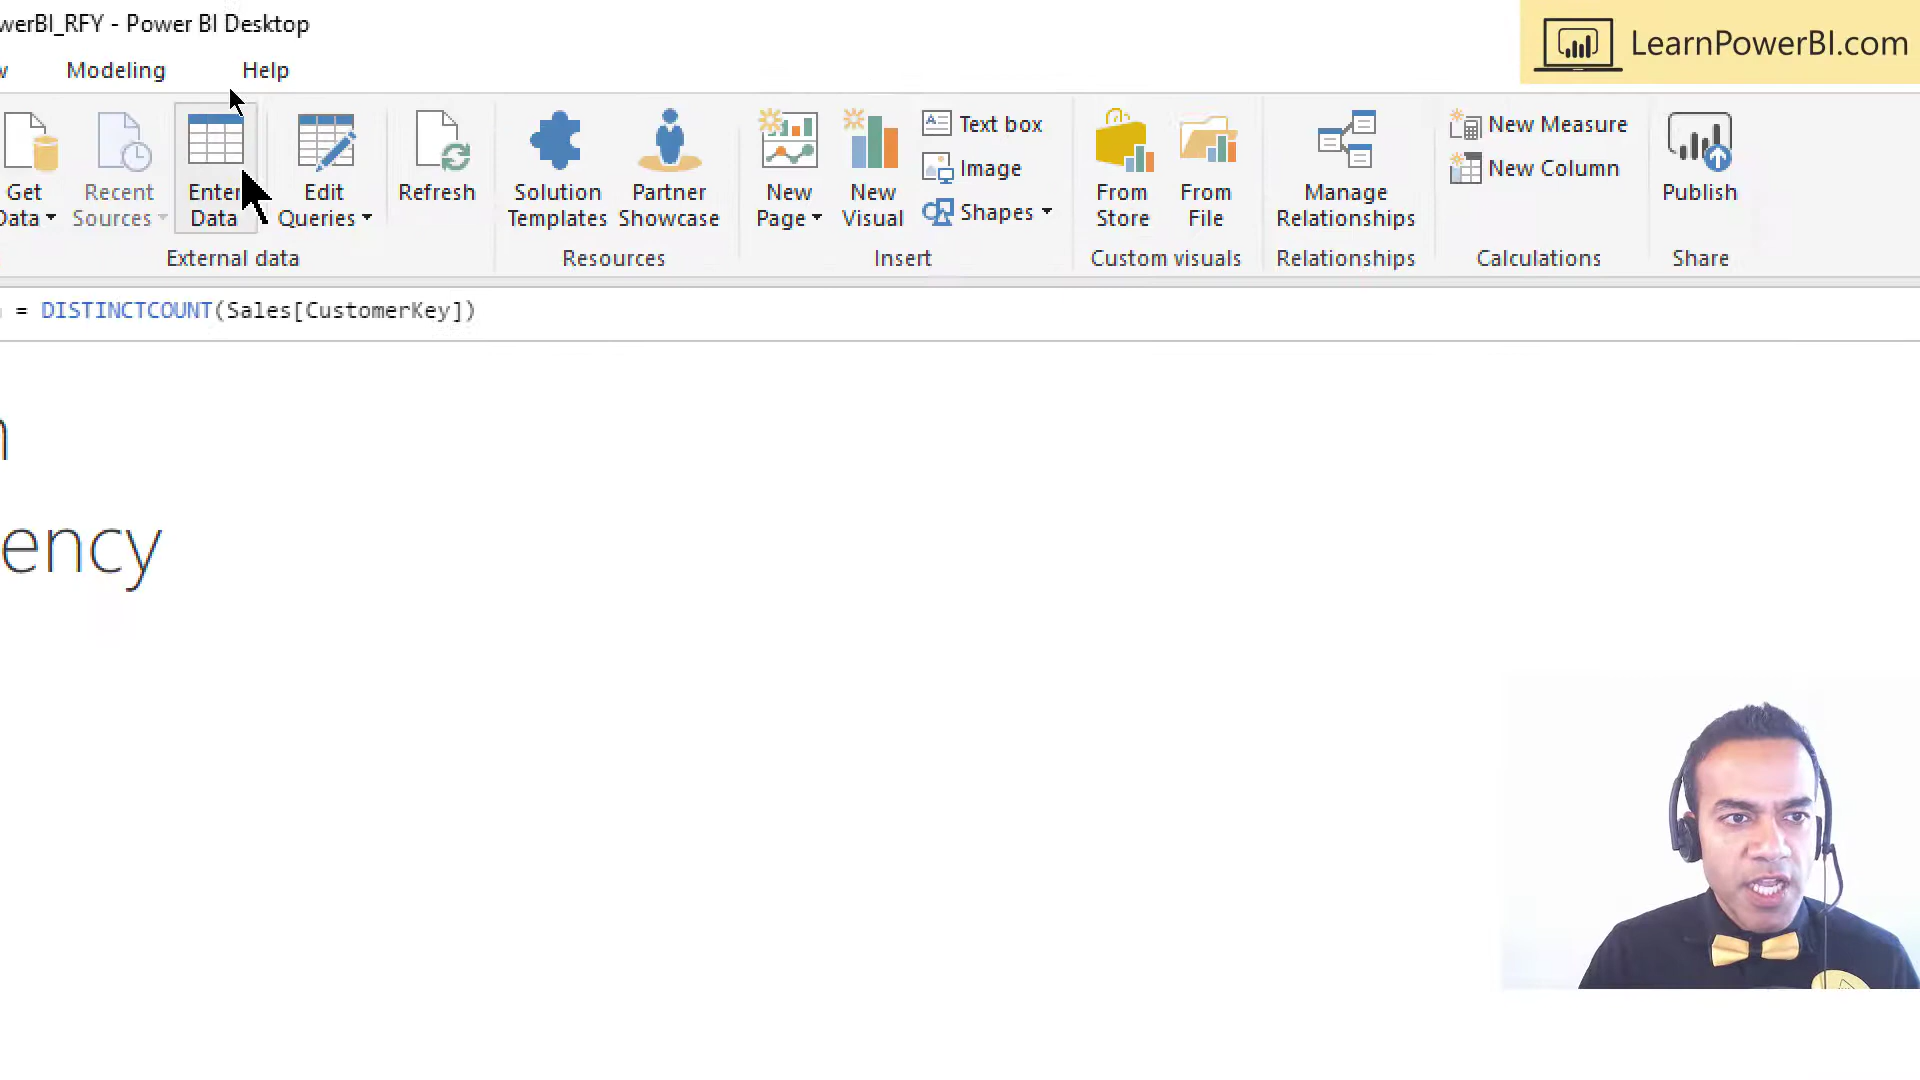 werBI_RFY - Power BI Desktop
LearnPowerBI.com
Modeling
Help
Get Data
Recent Sources
Enter Data
Edit Queries
Refresh
External data
Solution Templates
Partner Showcase
Resources
New Page
New Visual
Text box
Image
Shapes
Insert
From Store
From File
Custom visuals
Manage Relationships
Relationships
New Measure
New Column
Calculations
Publish
Share
= DISTINCTCOUNT(Sales[CustomerKey])
ency